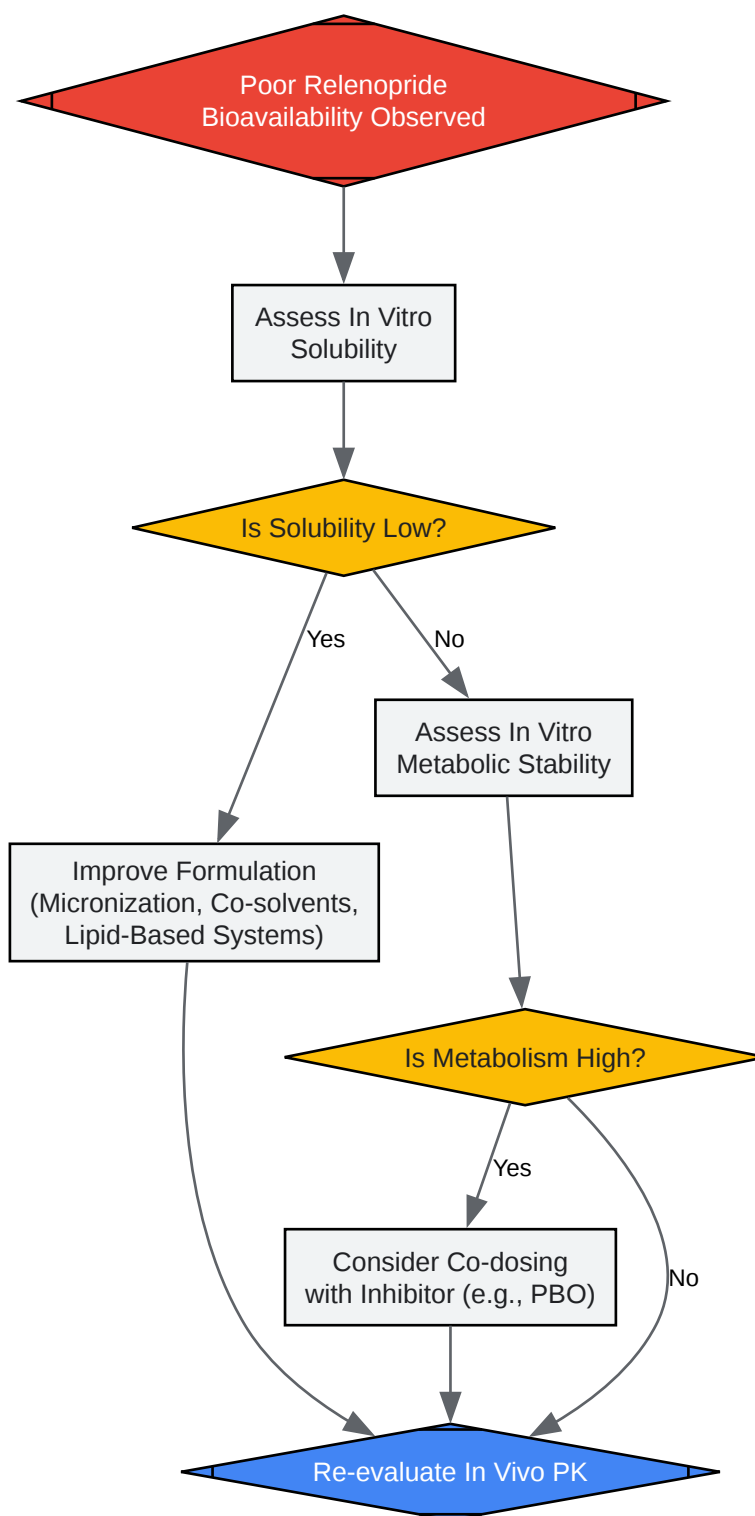 Poor Relenopride
Bioavailability Observed
Assess In Vitro
Solubility
Is Solubility Low?
Yes
No
Assess In Vitro
Metabolic Stability
Improve Formulation
(Micronization, Co-solvents,
Lipid-Based Systems)
Is Metabolism High?
Yes
No
Consider Co-dosing
with Inhibitor (e.g., PBO)
Re-evaluate In Vivo PK